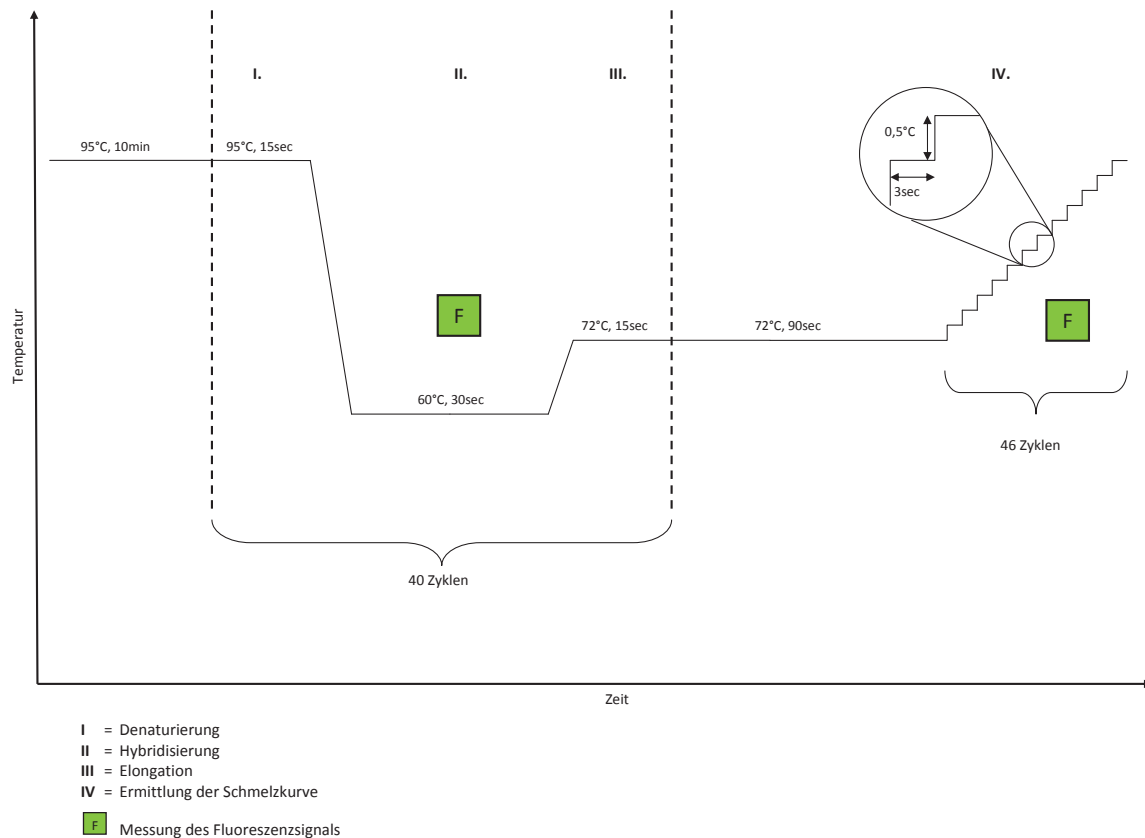 I.
II.
III.
IV.
0,5°C
3sec
95°C, 10min
95°C, 15sec
F
72°C, 15sec
72°C, 90sec
F
60°C, 30sec
Temperatur
46 Zyklen
40 Zyklen
Zeit
I = Denaturierung
II = Hybridisierung
III = Elongation
IV = Ermittlung der Schmelzkurve
F Messung des Fluoreszenzsignals